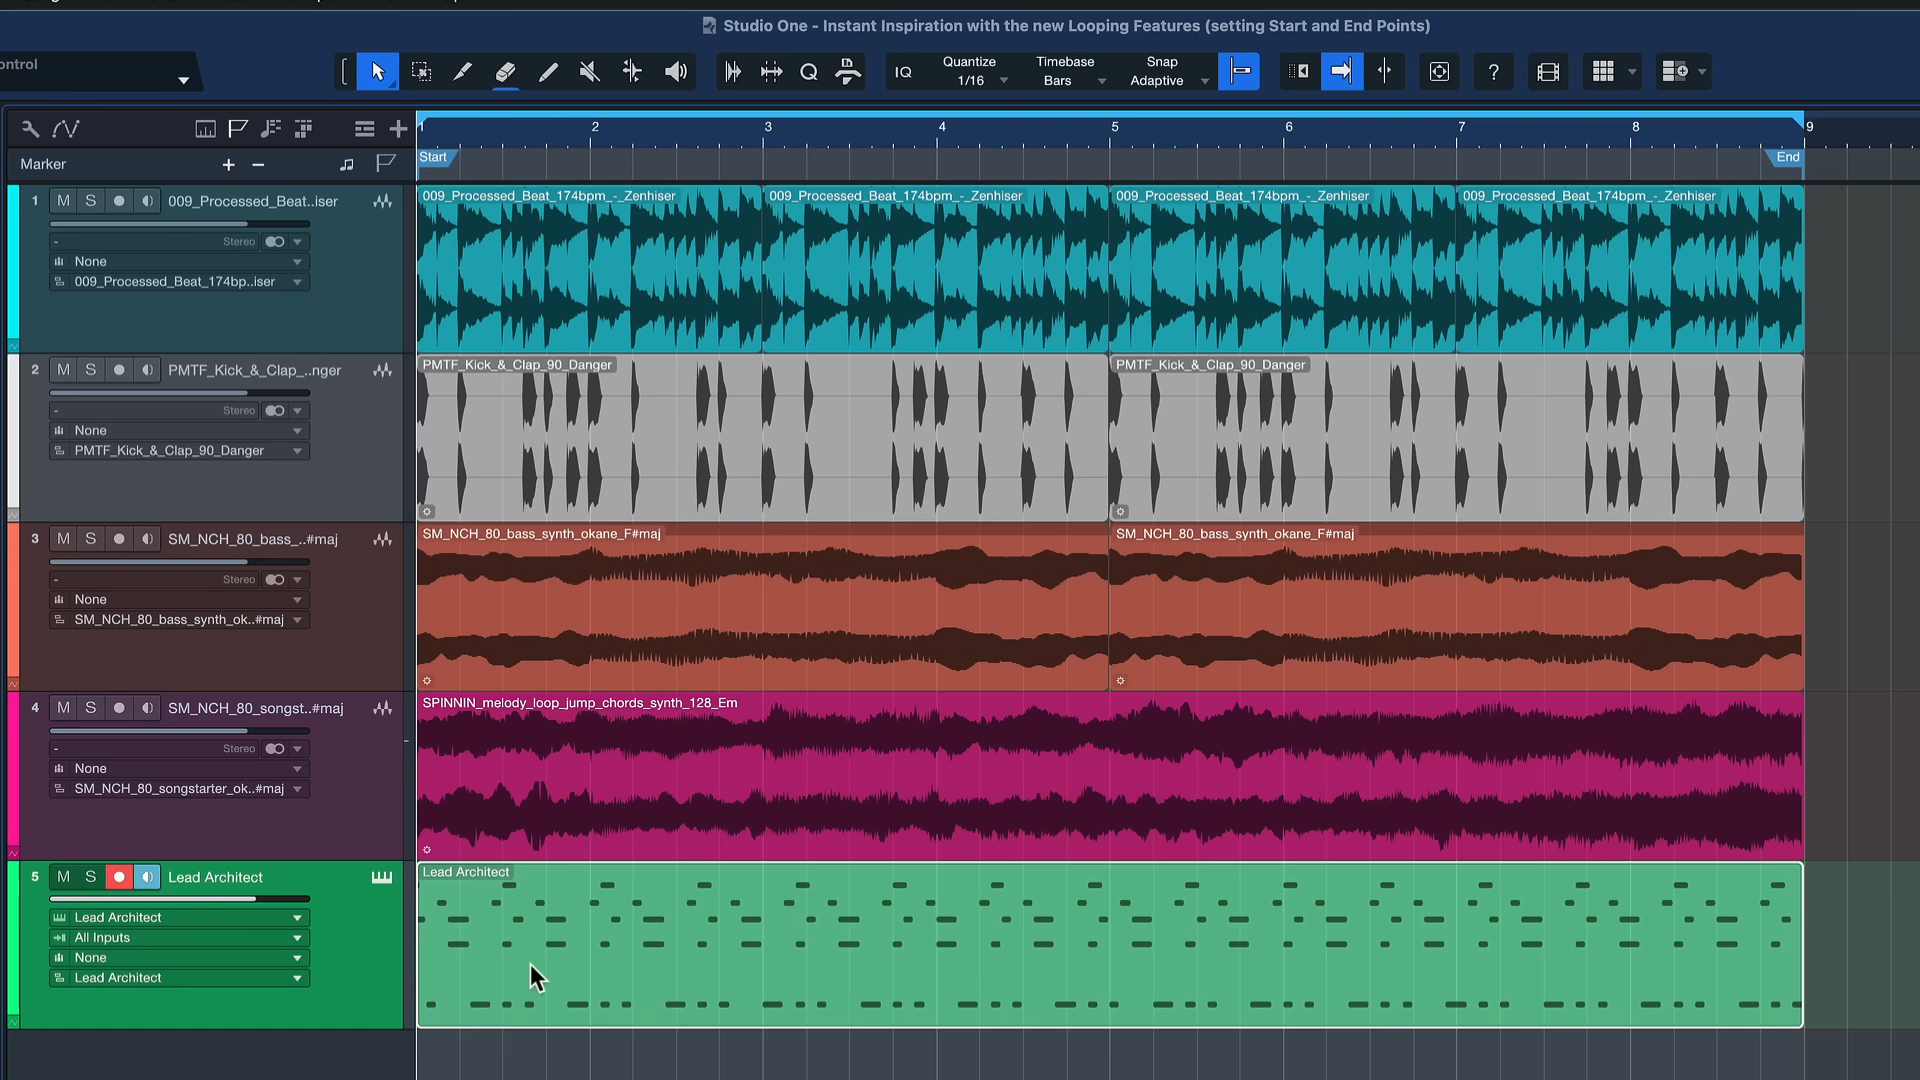 Studio One - Instant Inspiration with the new Looping Features (setting Start and End Points)
ontrol
IQ
Quantize
1/16
Timebase
Bars
Snap
Adaptive
?
1 2 3 4 5 6 7 8 9
Marker
Start
End
1 M S 009_Processed_Beat..iser
- Stereo
None
009_Processed_Beat_174bp..iser
009_Processed_Beat_174bpm_-_Zenhiser
009_Processed_Beat_174bpm_-_Zenhiser
009_Processed_Beat_174bpm_-_Zenhiser
009_Processed_Beat_174bpm_-_Zenhiser
2 M S PMTF_Kick_&_Clap_..nger
- Stereo
None
PMTF_Kick_&_Clap_90_Danger
PMTF_Kick_&_Clap_90_Danger
PMTF_Kick_&_Clap_90_Danger
3 M S SM_NCH_80_bass_..#maj
- Stereo
None
SM_NCH_80_bass_synth_ok..#maj
SM_NCH_80_bass_synth_okane_F#maj
SM_NCH_80_bass_synth_okane_F#maj
4 M S SM_NCH_80_songst..#maj
- Stereo
None
SM_NCH_80_songstarter_ok..#maj
SPINNIN_melody_loop_jump_chords_synth_128_Em
5 M S Lead Architect
Lead Architect
All Inputs
None
Lead Architect
Lead Architect